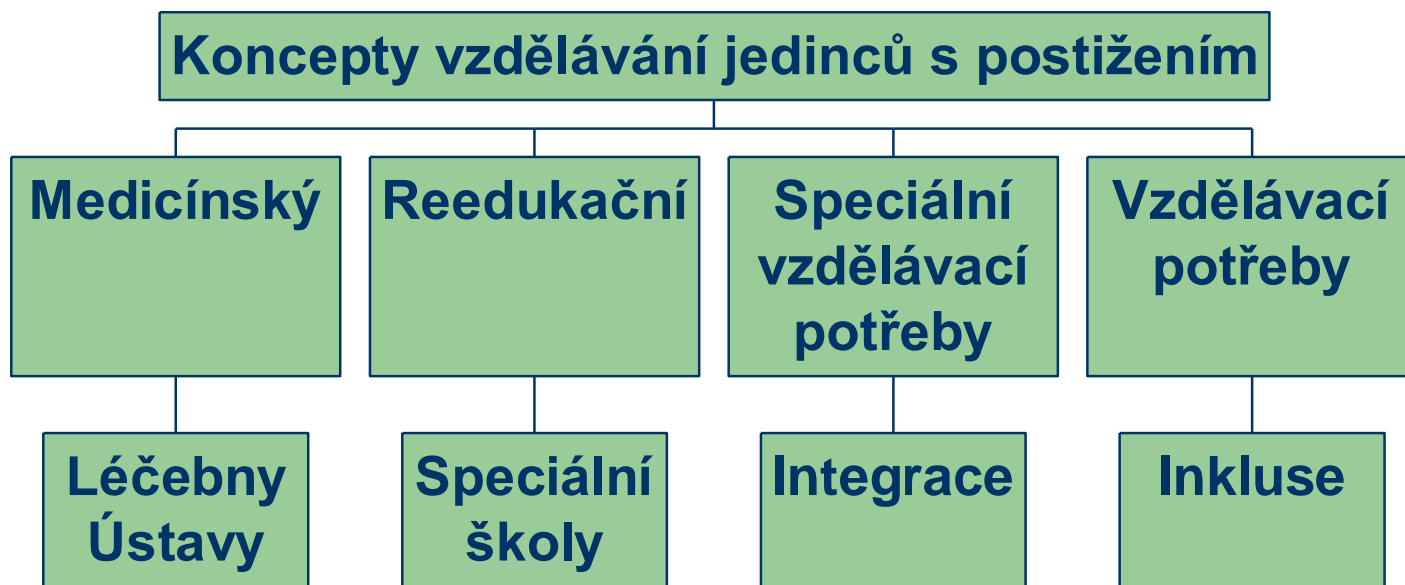 Koncepty vzdělávání jedinců s postižením
Medicínský
Reedukační
Speciální
vzdělávací
potřeby
Vzdělávací
potřeby
Léčebny
Ústavy
Speciální
školy
Integrace
Inkluse